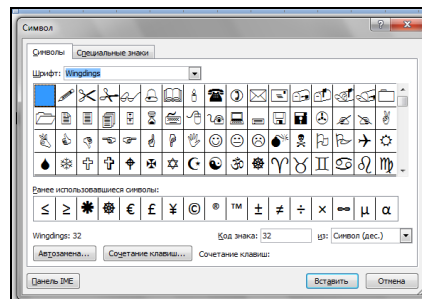 Символ
Символы Специальные знаки
Шрифт: Wingdings
Ранее использовавшиеся символы:
≤ ≥ ✱ ☸ € £ ¥ © ® ™ ± ≠ ÷ × ∞ µ α
Wingdings: 32 Код знака: 32 из: Символ (дес.)
Автозамена... Сочетание клавиш... Сочетание клавиш:
Панель IME Вставить Отмена